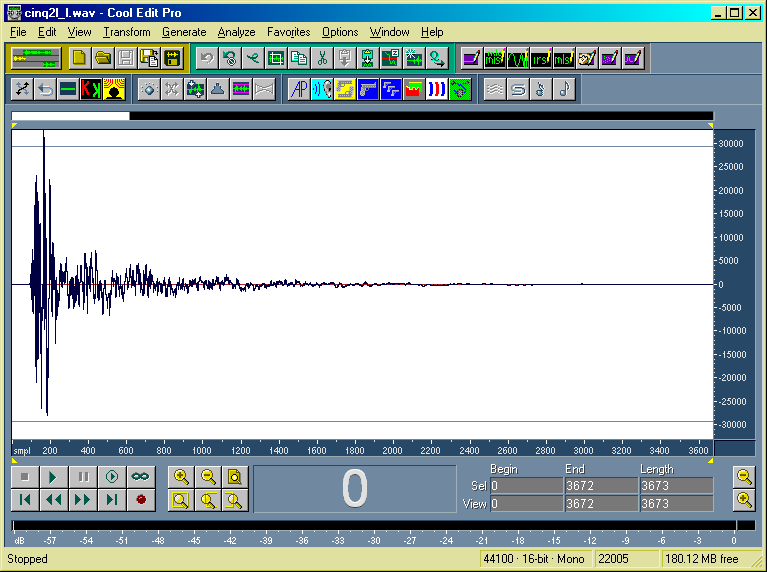 cinq2l_l.wav - Cool Edit Pro
File Edit View Transform Generate Analyze Favorites Options Window Help
mls irs mls
AP
30000
25000
20000
15000
10000
5000
0
-5000
-10000
-15000
-20000
-25000
-30000
smpl 200 400 600 800 1000 1200 1400 1600 1800 2000 2200 2400 2600 2800 3000 3200 3400 3600
0
Begin End Length
Sel 0 3672 3673
View 0 3672 3673
dB -57 -54 -51 -48 -45 -42 -39 -36 -33 -30 -27 -24 -21 -18 -15 -12 -9 -6 -3 0
Stopped 44100 · 16-bit · Mono 22005 180.12 MB free